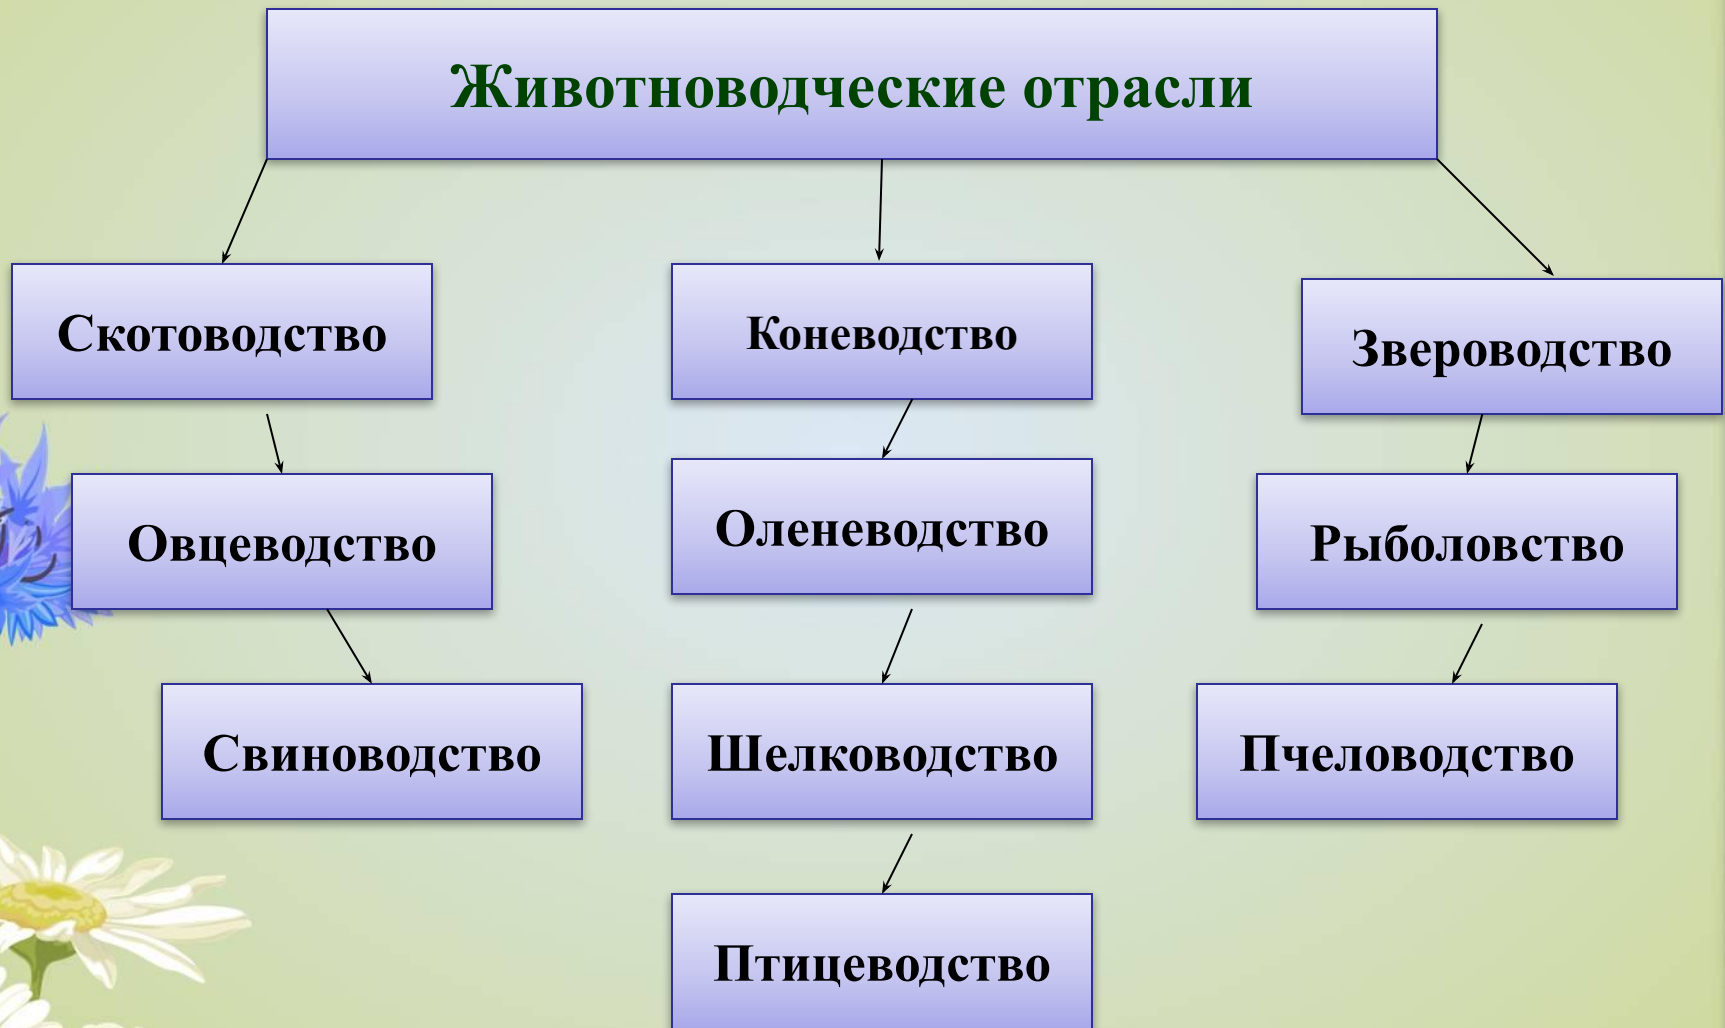 Животноводческие отрасли
Скотоводство
Коневодство
Звероводство
Овцеводство
Оленеводство
Рыболовство
Свиноводство
Шелководство
Пчеловодство
Птицеводство